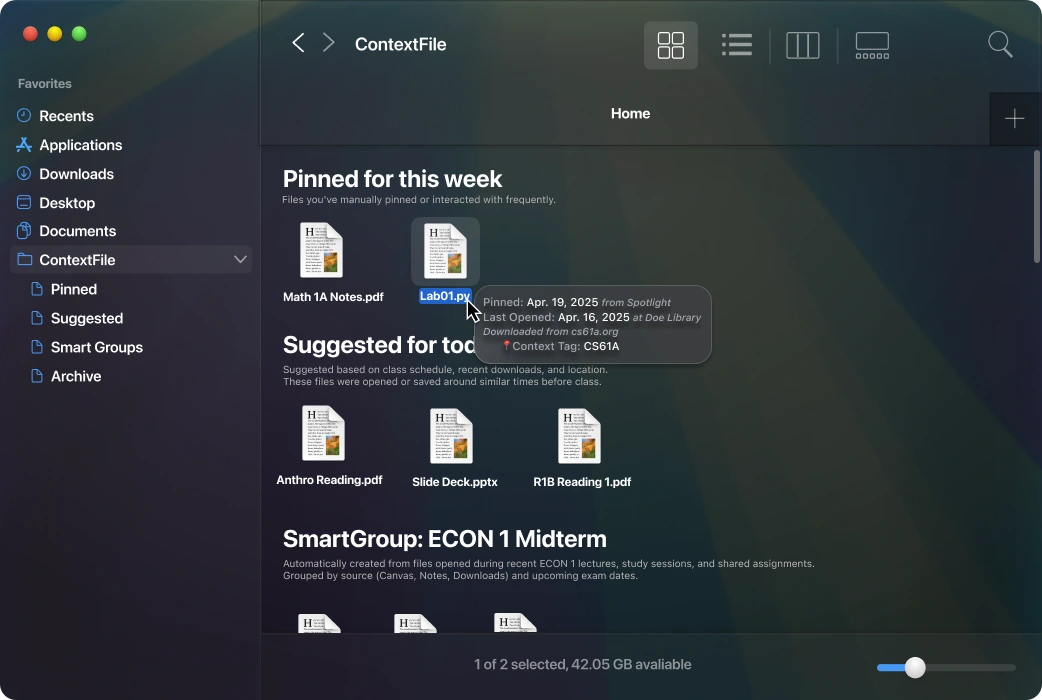 ContextFile
Home
Favorites
Recents
Applications
Downloads
Desktop
Documents
ContextFile
Pinned
Suggested
Smart Groups
Archive
Pinned for this week
Files you've manually pinned or interacted with frequently.
Math 1A Notes.pdf
Lab01.py
Pinned: Apr. 19, 2025 from Spotlight
Last Opened: Apr. 16, 2025 at Doe Library
Downloaded from cs61a.org
📍Context Tag: CS61A
Suggested for tod
Suggested based on class schedule, recent downloads, and location.
These files were opened or saved around similar times before class.
Anthro Reading.pdf
Slide Deck.pptx
R1B Reading 1.pdf
SmartGroup: ECON 1 Midterm
Automatically created from files opened during recent ECON 1 lectures, study sessions, and shared assignments.
Grouped by source (Canvas, Notes, Downloads) and upcoming exam dates.
1 of 2 selected, 42.05 GB avaliable